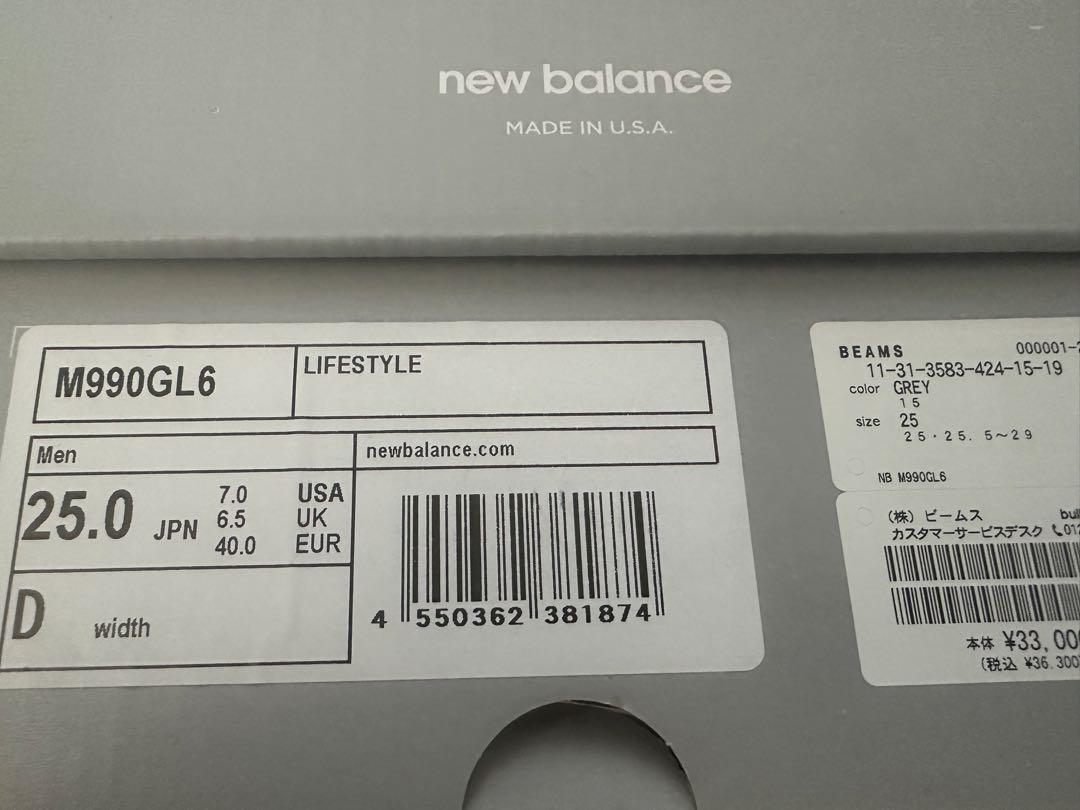 new balance
MADE IN U.S.A.
M990GL6
LIFESTYLE
Men
newbalance.com
25.0 JPN
7.0 USA
6.5 UK
40.0 EUR
D width
4 550362 381874
BEAMS 000001-
11-31-3583-424-15-19
color GREY
15
size 25
25・25. 5～29
NB M990GL6
(株) ビームス
カスタマーサービスデスク
本体 ¥33,00
(税込 ¥36.300